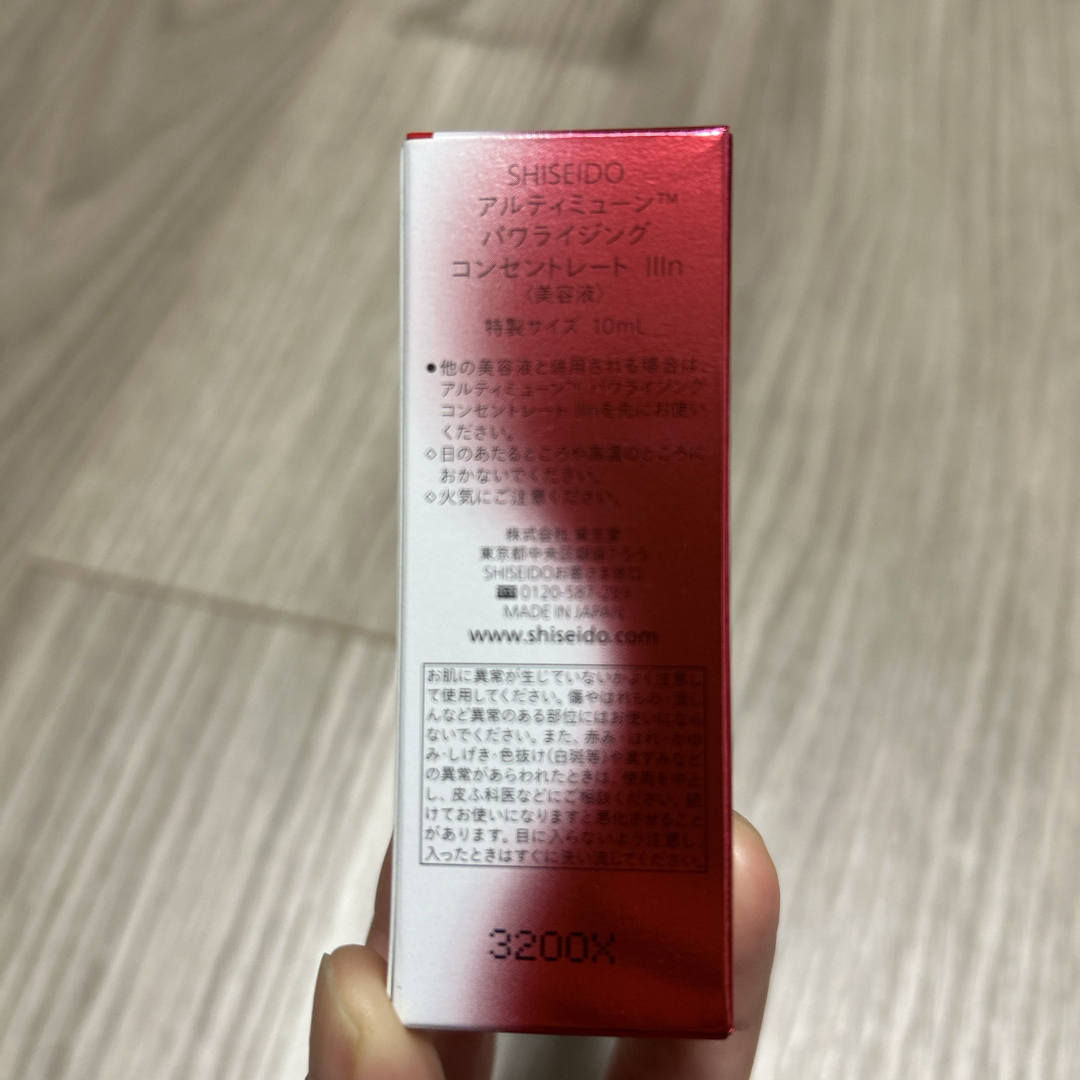 SHISEIDO
アルティミューン™
パワライジング
コンセントレート IIIn
〈美容液〉
特製サイズ 10mL
●他の美容液と使用される場合は、
アルティミューン™ パワライジング
コンセントレート IIInを先にお使い
ください。
◇日のあたるところや高温のところに
おかないでください。
◇火気にご注意ください。
株式会社 資生堂
東京都中央区銀座7-5-5
SHISEIDOお客さま窓口
0120-587-289
MADE IN JAPAN
www.shiseido.com
お肌に異常が生じていないかよく注意し
て使用してください。傷やはれもの・湿し
んなど異常のある部位にはお使いになら
ないでください。また、赤み・はれ・かゆ
み・しげき・色抜け(白斑等)や黒ずみなど
の異常があらわれたときは、使用を中止
し、皮ふ科医などにご相談ください。続
けてお使いになりますと悪化させること
があります。目に入らないよう注意し、
入ったときはすぐに洗い流してください。
3200X